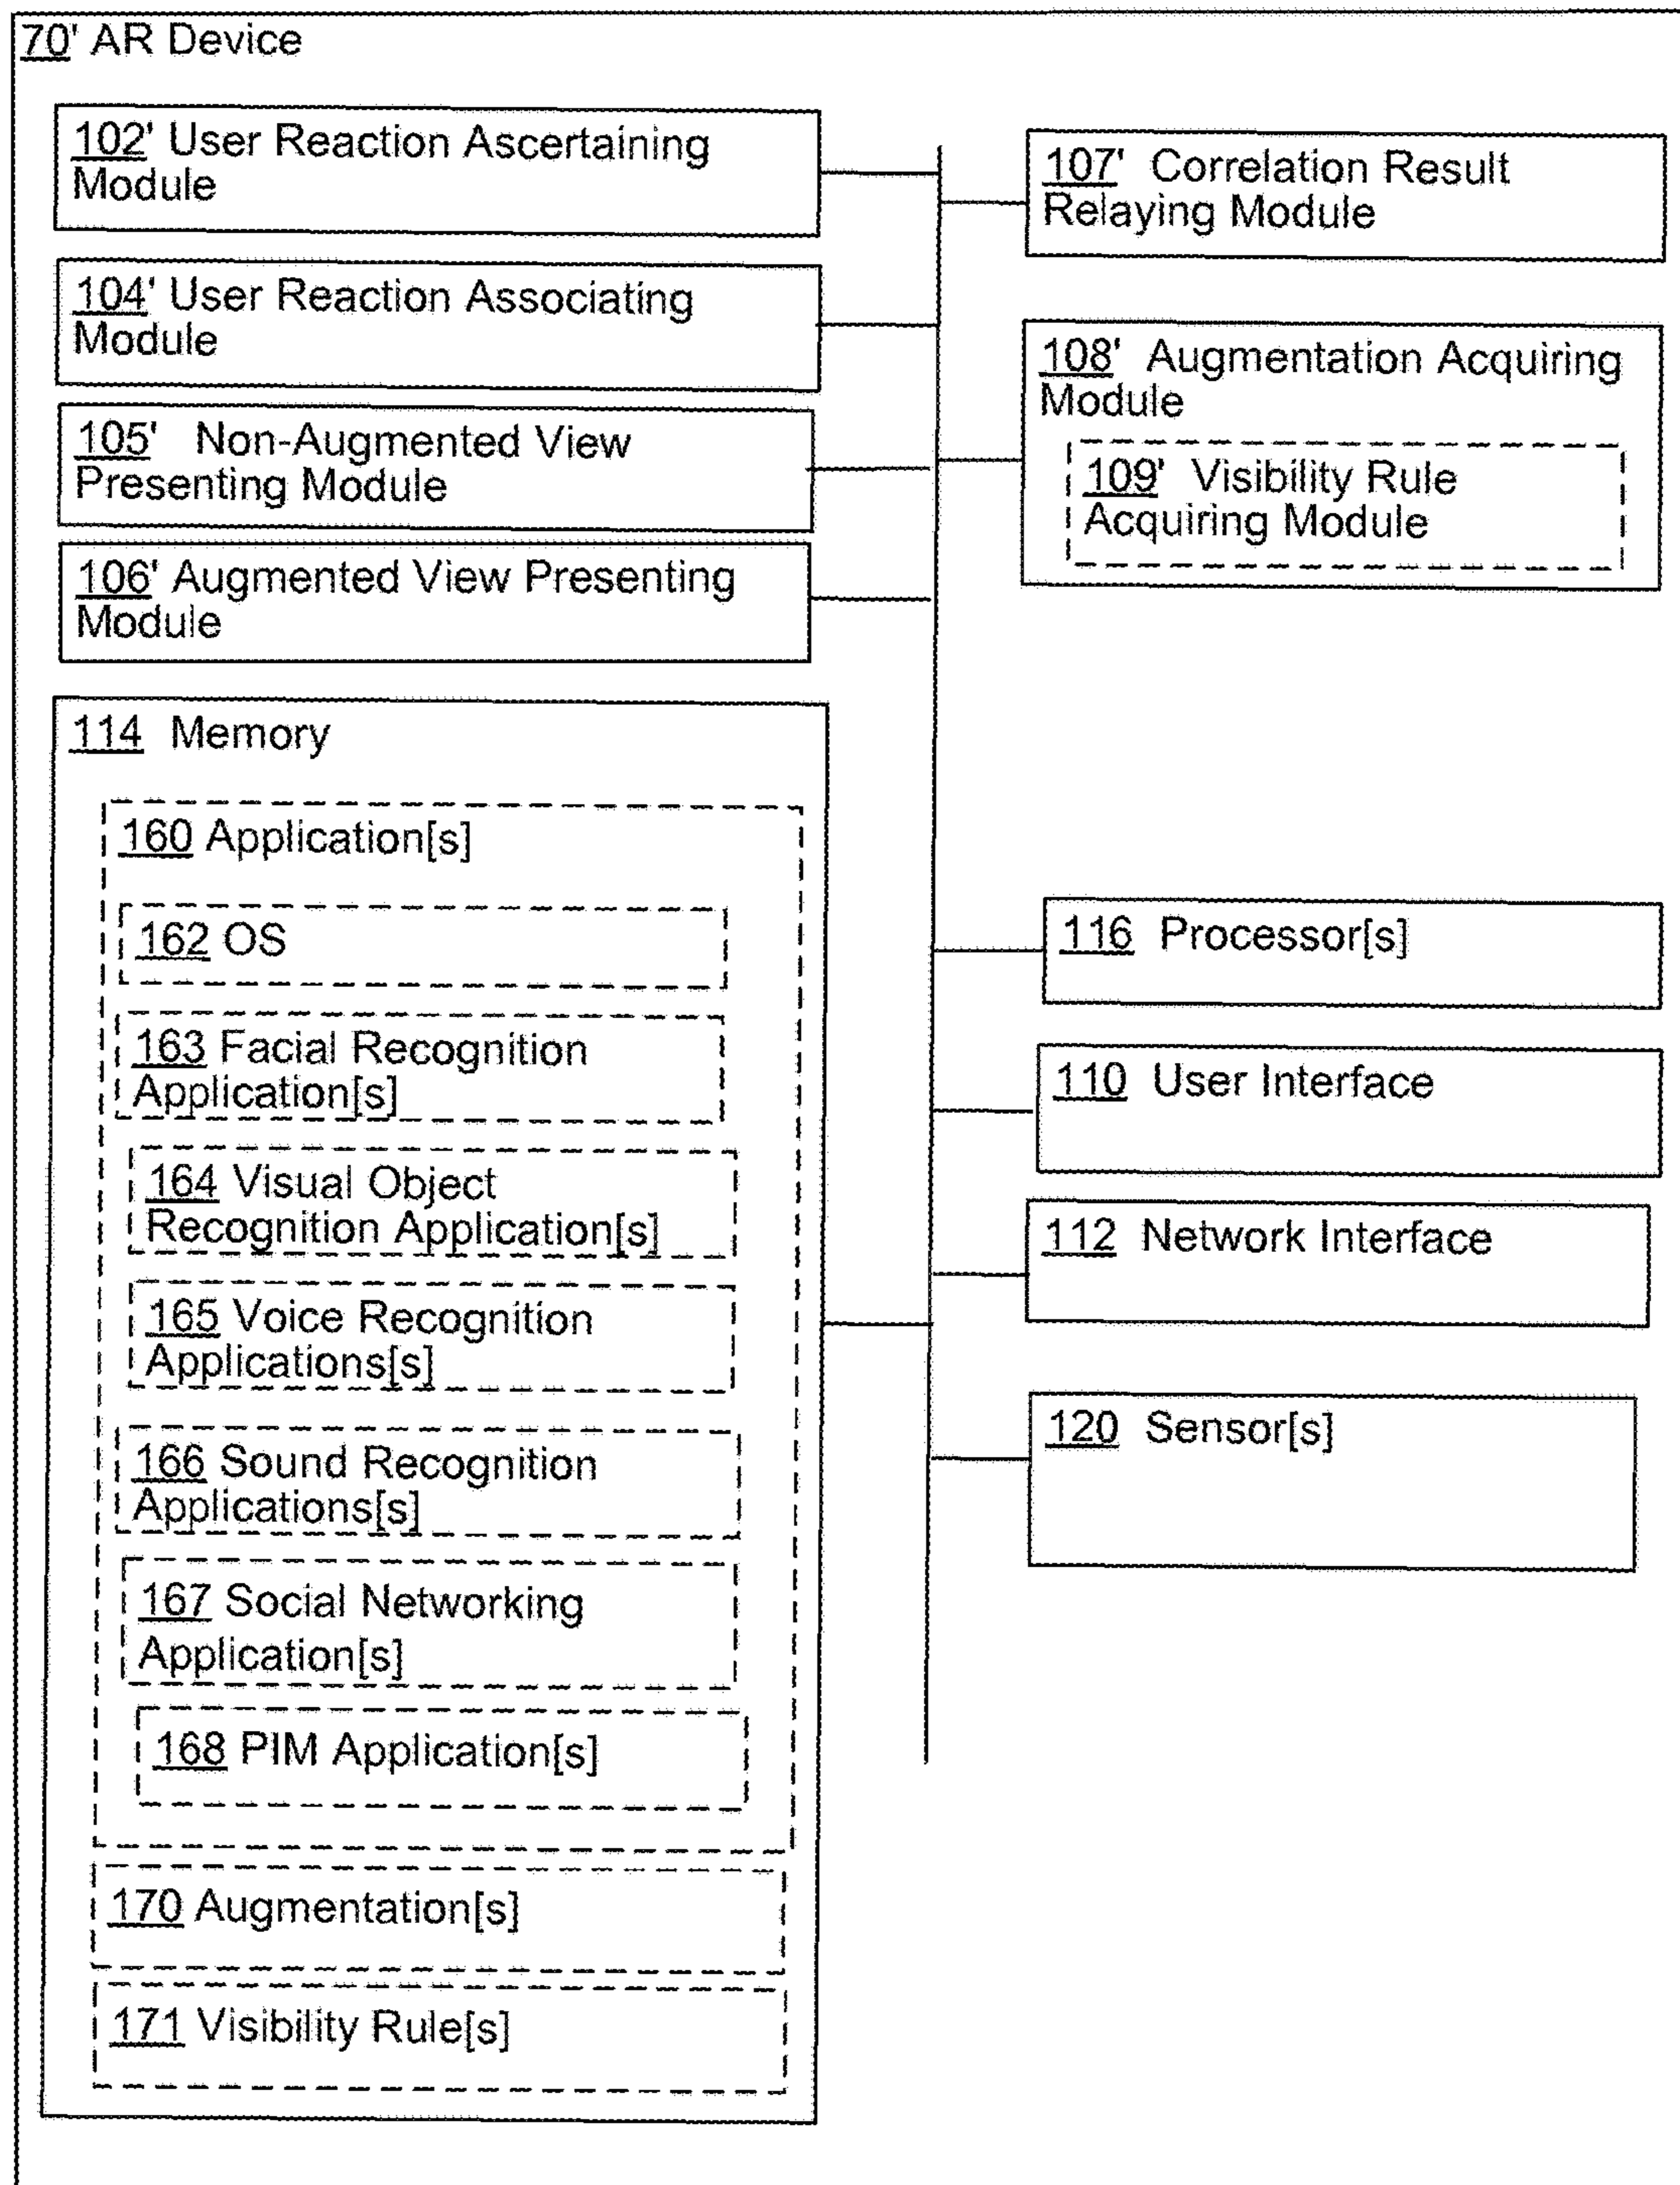 70' AR Device
102' User Reaction Ascertaining
Module
104' User Reaction Associating
Module
105' Non-Augmented View
Presenting Module
106' Augmented View Presenting
Module
114 Memory
160 Application[s]
162 OS
163 Facial Recognition
Application[s]
164 Visual Object
Recognition Application[s]
165 Voice Recognition
Applications[s]
166 Sound Recognition
Applications[s]
167 Social Networking
Application[s]
168 PIM Application[s]
170 Augmentation[s]
171 Visibility Rule[s]
107' Correlation Result
Relaying Module
108' Augmentation Acquiring
Module
109' Visibility Rule
Acquiring Module
116 Processor[s]
110 User Interface
112 Network Interface
120 Sensor[s]